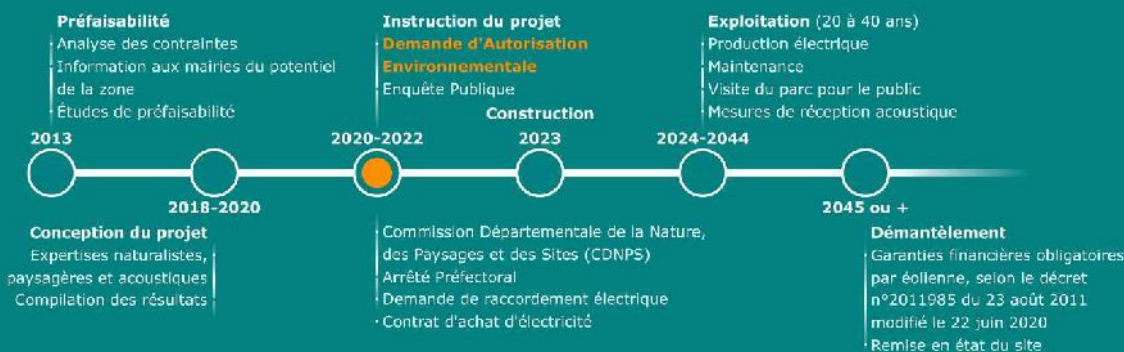 Préfaisabilité
Analyse des contraintes
Information aux mairies du potentiel
de la zone
Études de préfaisabilité
2013
2018-2020
Conception du projet
Expertises naturalistes,
paysagères et acoustiques
Compilation des résultats
Instruction du projet
Demande d'Autorisation
Environnementale
Enquête Publique
2020-2022
Commission Départementale de la Nature,
des Paysages et des Sites (CDNPS)
Arrêté Préfectoral
Demande de raccordement électrique
Contrat d'achat d'électricité
Construction
2023
Exploitation (20 à 40 ans)
Production électrique
Maintenance
Visite du parc pour le public
Mesures de réception acoustique
2024-2044
2045 ou +
Démantèlement
Garanties financières obligatoires
par éolienne, selon le décret
n°2011985 du 23 août 2011
modifié le 22 juin 2020
Remise en état du site